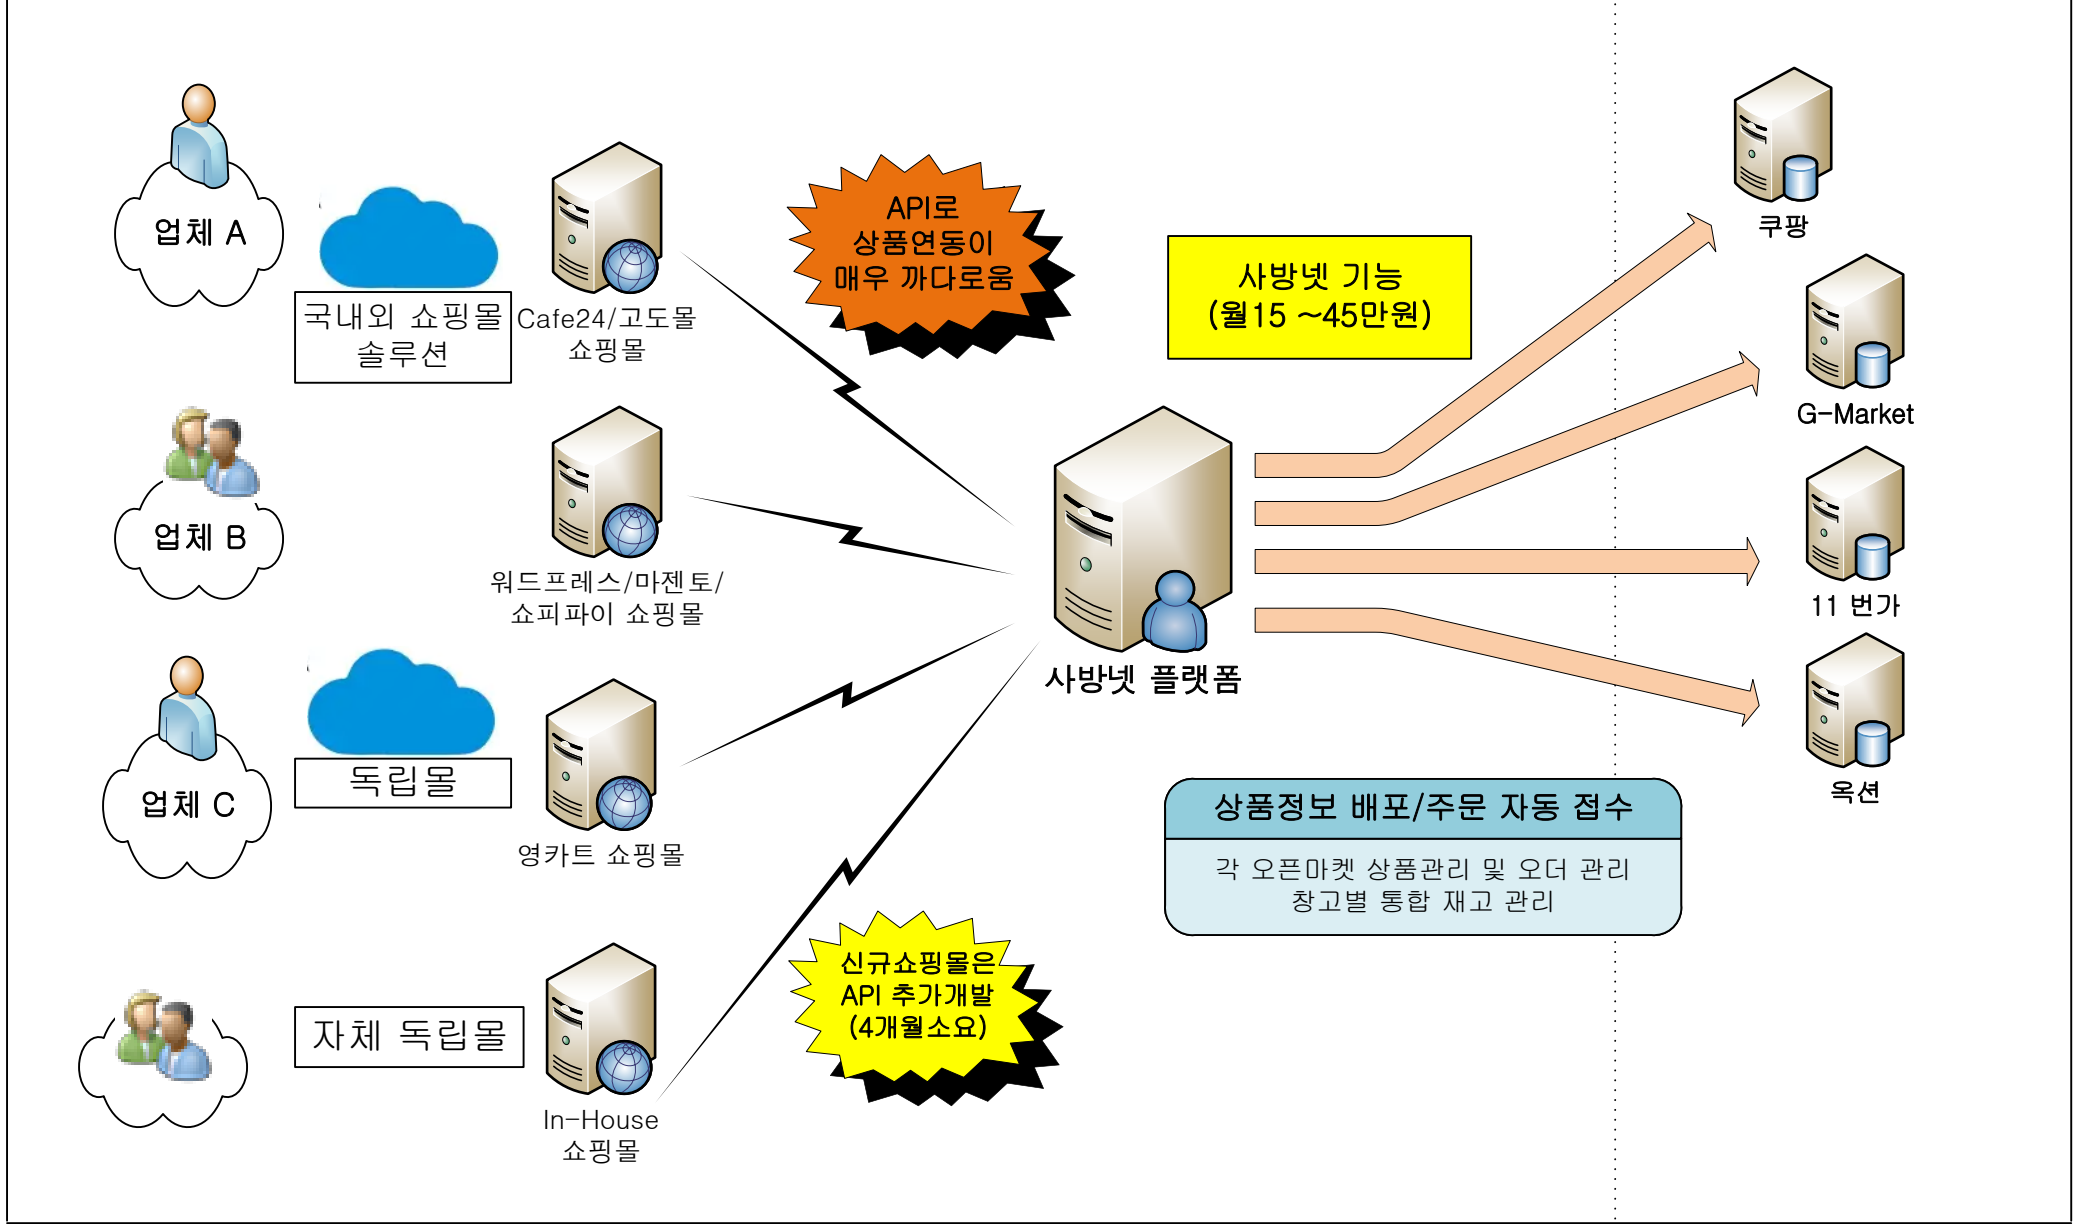 업체 A
국내외 쇼핑몰
솔루션
Cafe24/고도몰
쇼핑몰
API로
상품연동이
매우 까다로움
사방넷 기능
(월15 ~45만원)
쿠팡
G-Market
업체 B
워드프레스/마젠토/
쇼피파이 쇼핑몰
사방넷 플랫폼
11 번가
옥션
업체 C
독립몰
영카트 쇼핑몰
상품정보 배포/주문 자동 접수
각 오픈마켓 상품관리 및 오더 관리
창고별 통합 재고 관리
자체 독립몰
In-House
쇼핑몰
신규쇼핑몰은
API 추가개발
(4개월소요)